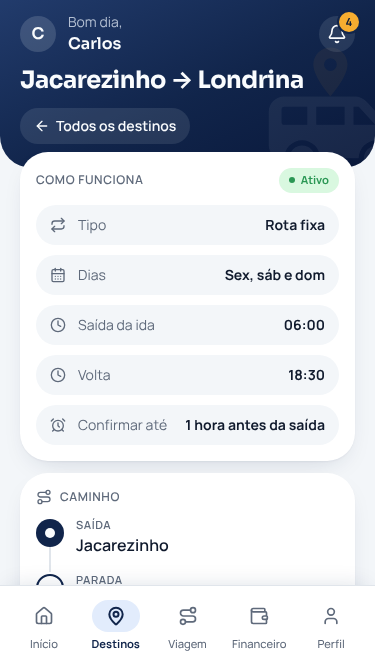 C
Bom dia,
Carlos
4
Jacarezinho → Londrina
← Todos os destinos
COMO FUNCIONA
Ativo
Tipo
Rota fixa
Dias
Sex, sáb e dom
Saída da ida
06:00
Volta
18:30
Confirmar até
1 hora antes da saída
CAMINHO
SAÍDA
Jacarezinho
PARADA
Início
Destinos
Viagem
Financeiro
Perfil